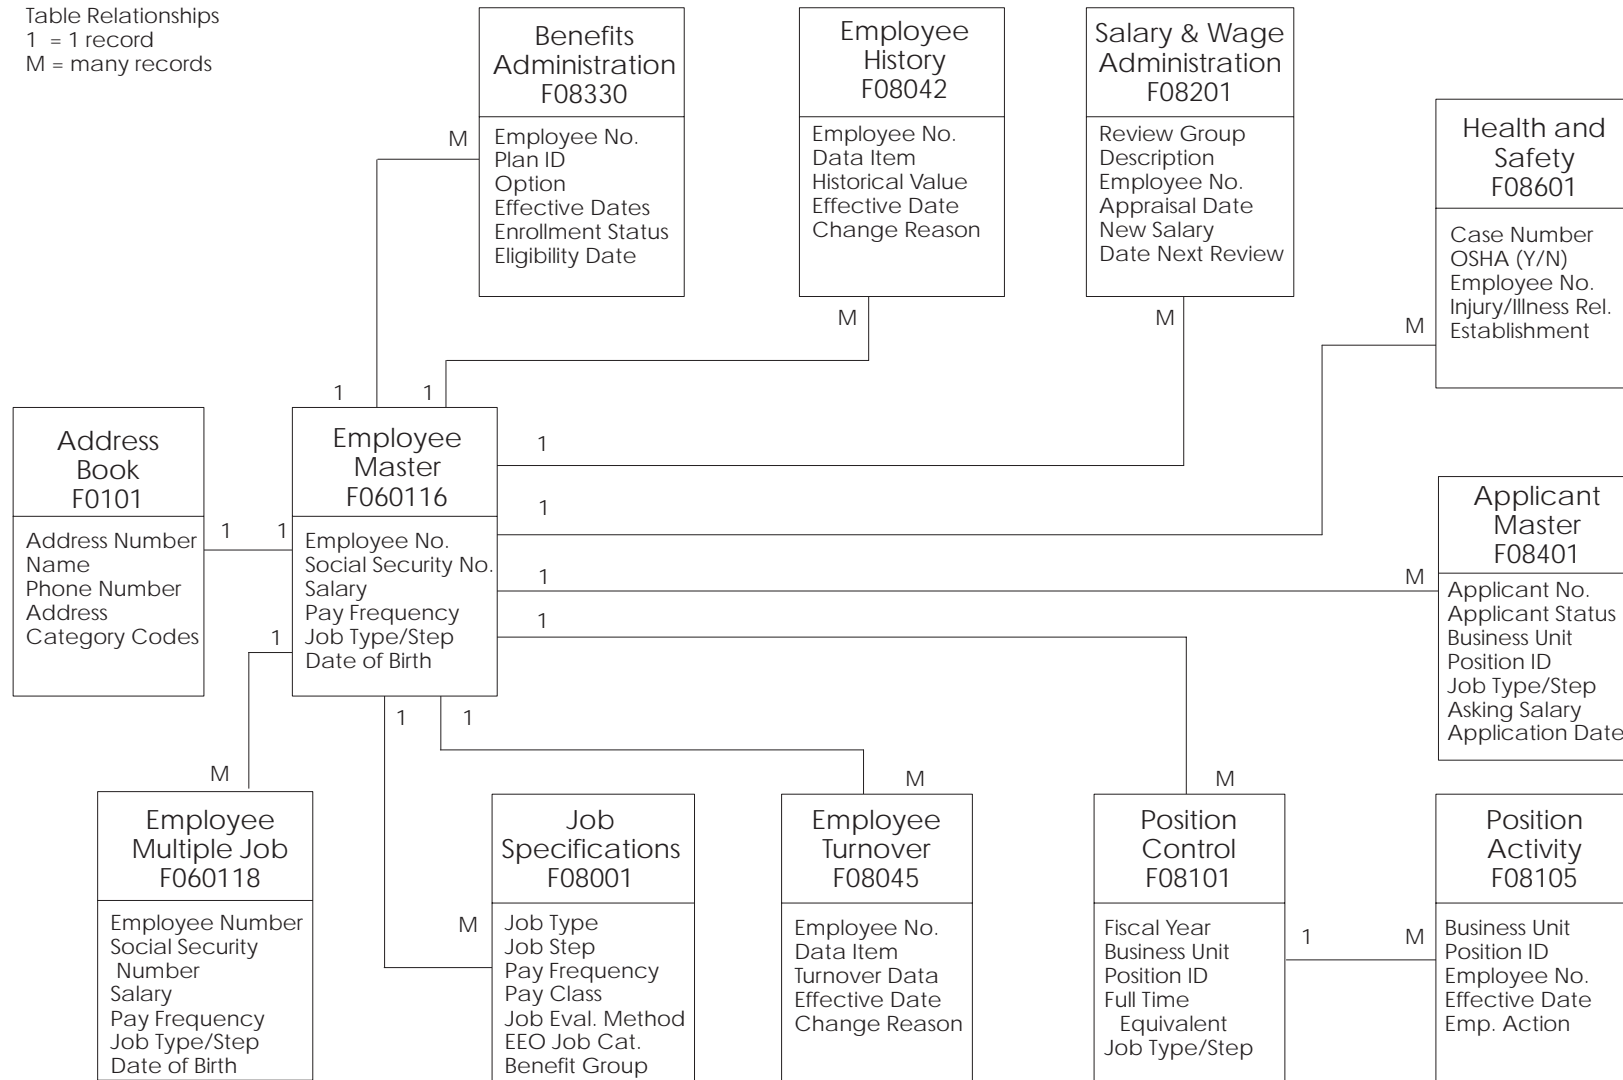 Table Relationships
1 = 1 record
M = many records
Benefits
Administration
F08330
Employee No.
Plan ID
Option
Effective Dates
Enrollment Status
Eligibility Date
M
1
Employee
History
F08042
Employee No.
Data Item
Historical Value
Effective Date
Change Reason
M
1
Salary & Wage
Administration
F08201
Review Group
Description
Employee No.
Appraisal Date
New Salary
Date Next Review
M
1
Health and
Safety
F08601
Case Number
OSHA (Y/N)
Employee No.
Injury/Illness Rel.
Establishment
M
1
Address
Book
F0101
Address Number
Name
Phone Number
Address
Category Codes
1
1
Employee
Master
F060116
Employee No.
Social Security No.
Salary
Pay Frequency
Job Type/Step
Date of Birth
1
M
Applicant
Master
F08401
Applicant No.
Applicant Status
Business Unit
Position ID
Job Type/Step
Asking Salary
Application Date
1
1
M
Employee
Multiple Job
F060118
Employee Number
Social Security
Number
Salary
Pay Frequency
Job Type/Step
Date of Birth
1
M
Job
Specifications
F08001
Job Type
Job Step
Pay Frequency
Pay Class
Job Eval. Method
EEO Job Cat.
Benefit Group
1
M
Employee
Turnover
F08045
Employee No.
Data Item
Turnover Data
Effective Date
Change Reason
M
Position
Control
F08101
Fiscal Year
Business Unit
Position ID
Full Time
Equivalent
Job Type/Step
1
M
Position
Activity
F08105
Business Unit
Position ID
Employee No.
Effective Date
Emp. Action